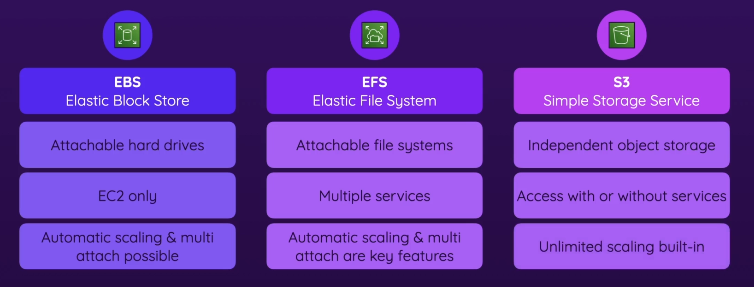 EBS
Elastic Block Store
Attachable hard drives
EC2 only
Automatic scaling & multi
attach possible
EFS
Elastic File System
Attachable file systems
Multiple services
Automatic scaling & multi
attach are key features
S3
Simple Storage Service
Independent object storage
Access with or without services
Unlimited scaling built-in